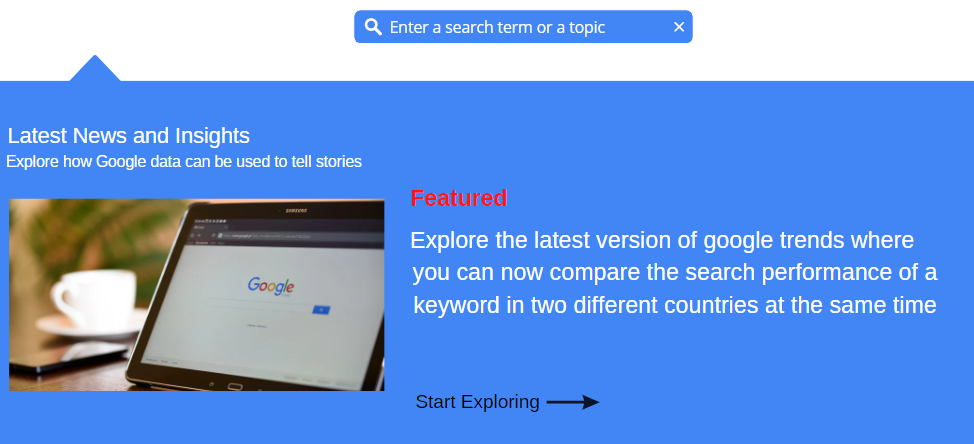 Enter a search term or a topic
Latest News and Insights
Explore how Google data can be used to tell stories
SAMSUNG
Google
Featured
Explore the latest version of google trends where
you can now compare the search performance of a
keyword in two different countries at the same time
Start Exploring